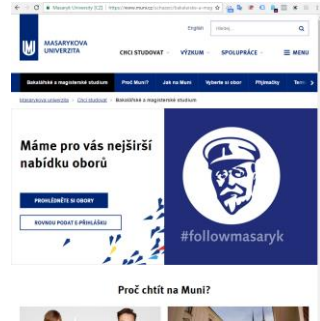 Masaryk University [CZ]
https://www.muni.cz/uchazeci/bakalarske-a-mag
English
Hledej...
MASARYKOVA
UNIVERZITA
CHCI STUDOVAT
VÝZKUM
SPOLUPRÁCE
MENU
Bakalářské a magisterské studium
Proč Muni?
Jak na Muni
Vyberte si obor
Přijímačky
Masarykova univerzita > Chci studovat > Bakalářské a magisterské studium
Máme pro vás nejširší
nabídku oborů
PROHLÉDNĚTE SI OBORY
ROVNOU PODAT E-PŘIHLÁŠKU
#followmasaryk
Proč chtít na Muni?